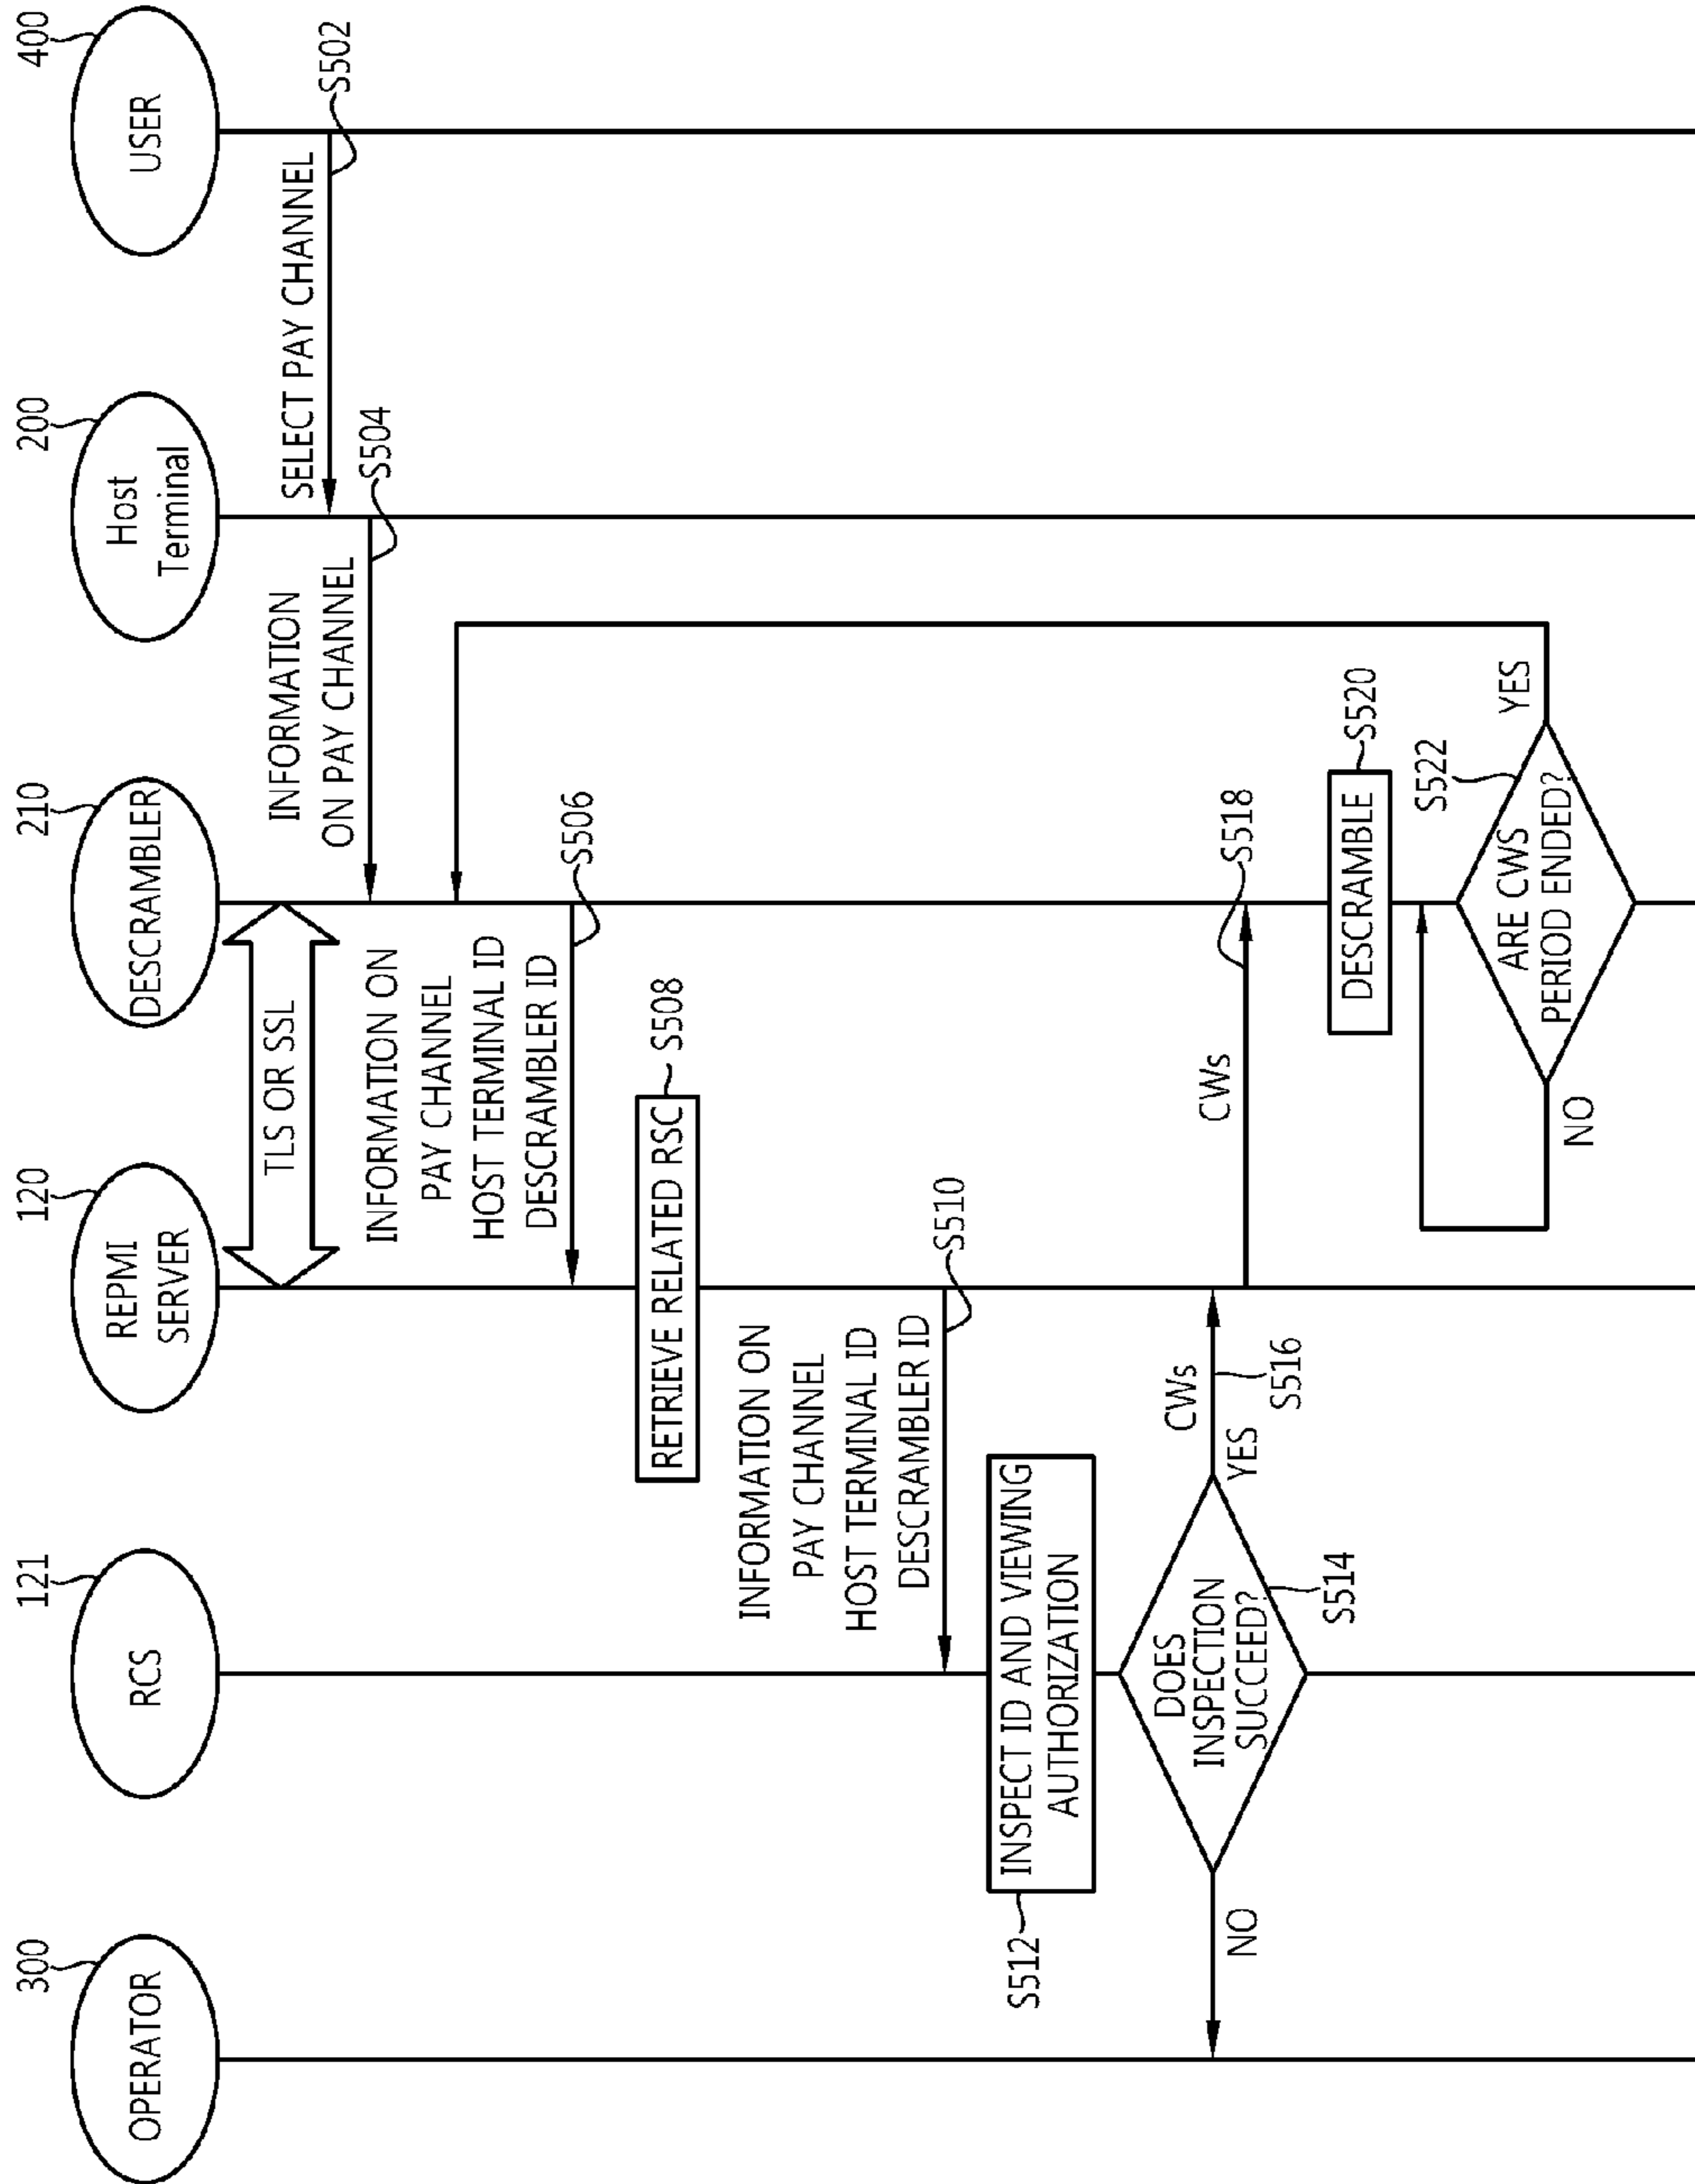 300
OPERATOR
121
RCS
120
REPMI
SERVER
210
DESCRAMBLER
200
Host
Terminal
400
USER
TLS OR SSL
SELECT PAY CHANNEL
S502
INFORMATION
ON PAY CHANNEL
S504
INFORMATION ON
PAY CHANNEL
HOST TERMINAL ID
DESCRAMBLER ID
S506
RETRIEVE RELATED RSC
S508
INFORMATION ON
PAY CHANNEL
HOST TERMINAL ID
DESCRAMBLER ID
S510
S512
INSPECT ID AND VIEWING
AUTHORIZATION
DOES
INSPECTION
SUCCEED?
S514
NO
YES
CWs
S516
CWs
S518
DESCRAMBLE
S520
ARE CWS
PERIOD ENDED?
S522
NO
YES